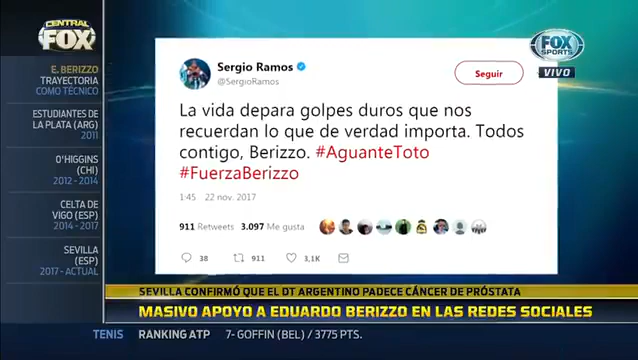 CENTRAL
FOX
E. BERIZZO
TRAYECTORIA
COMO TÉCNICO
ESTUDIANTES DE
LA PLATA (ARG)
2011
O'HIGGINS
(CHI)
2012 - 2014
CELTA DE
VIGO (ESP)
2014 - 2017
SEVILLA
(ESP)
2017 - ACTUAL
Sergio Ramos
@SergioRamos
Seguir
La vida depara golpes duros que nos
recuerdan lo que de verdad importa. Todos
contigo, Berizzo. #AguanteToto
#FuerzaBerizzo
1:45 22 nov. 2017
911 Retweets 3.097 Me gusta
38 911 3,1K
FOX
SPORTS
VIVO
SEVILLA CONFIRMÓ QUE EL DT ARGENTINO PADECE CÁNCER DE PRÓSTATA
MASIVO APOYO A EDUARDO BERIZZO EN LAS REDES SOCIALES
TENIS RANKING ATP 7- GOFFIN (BEL) / 3775 PTS.